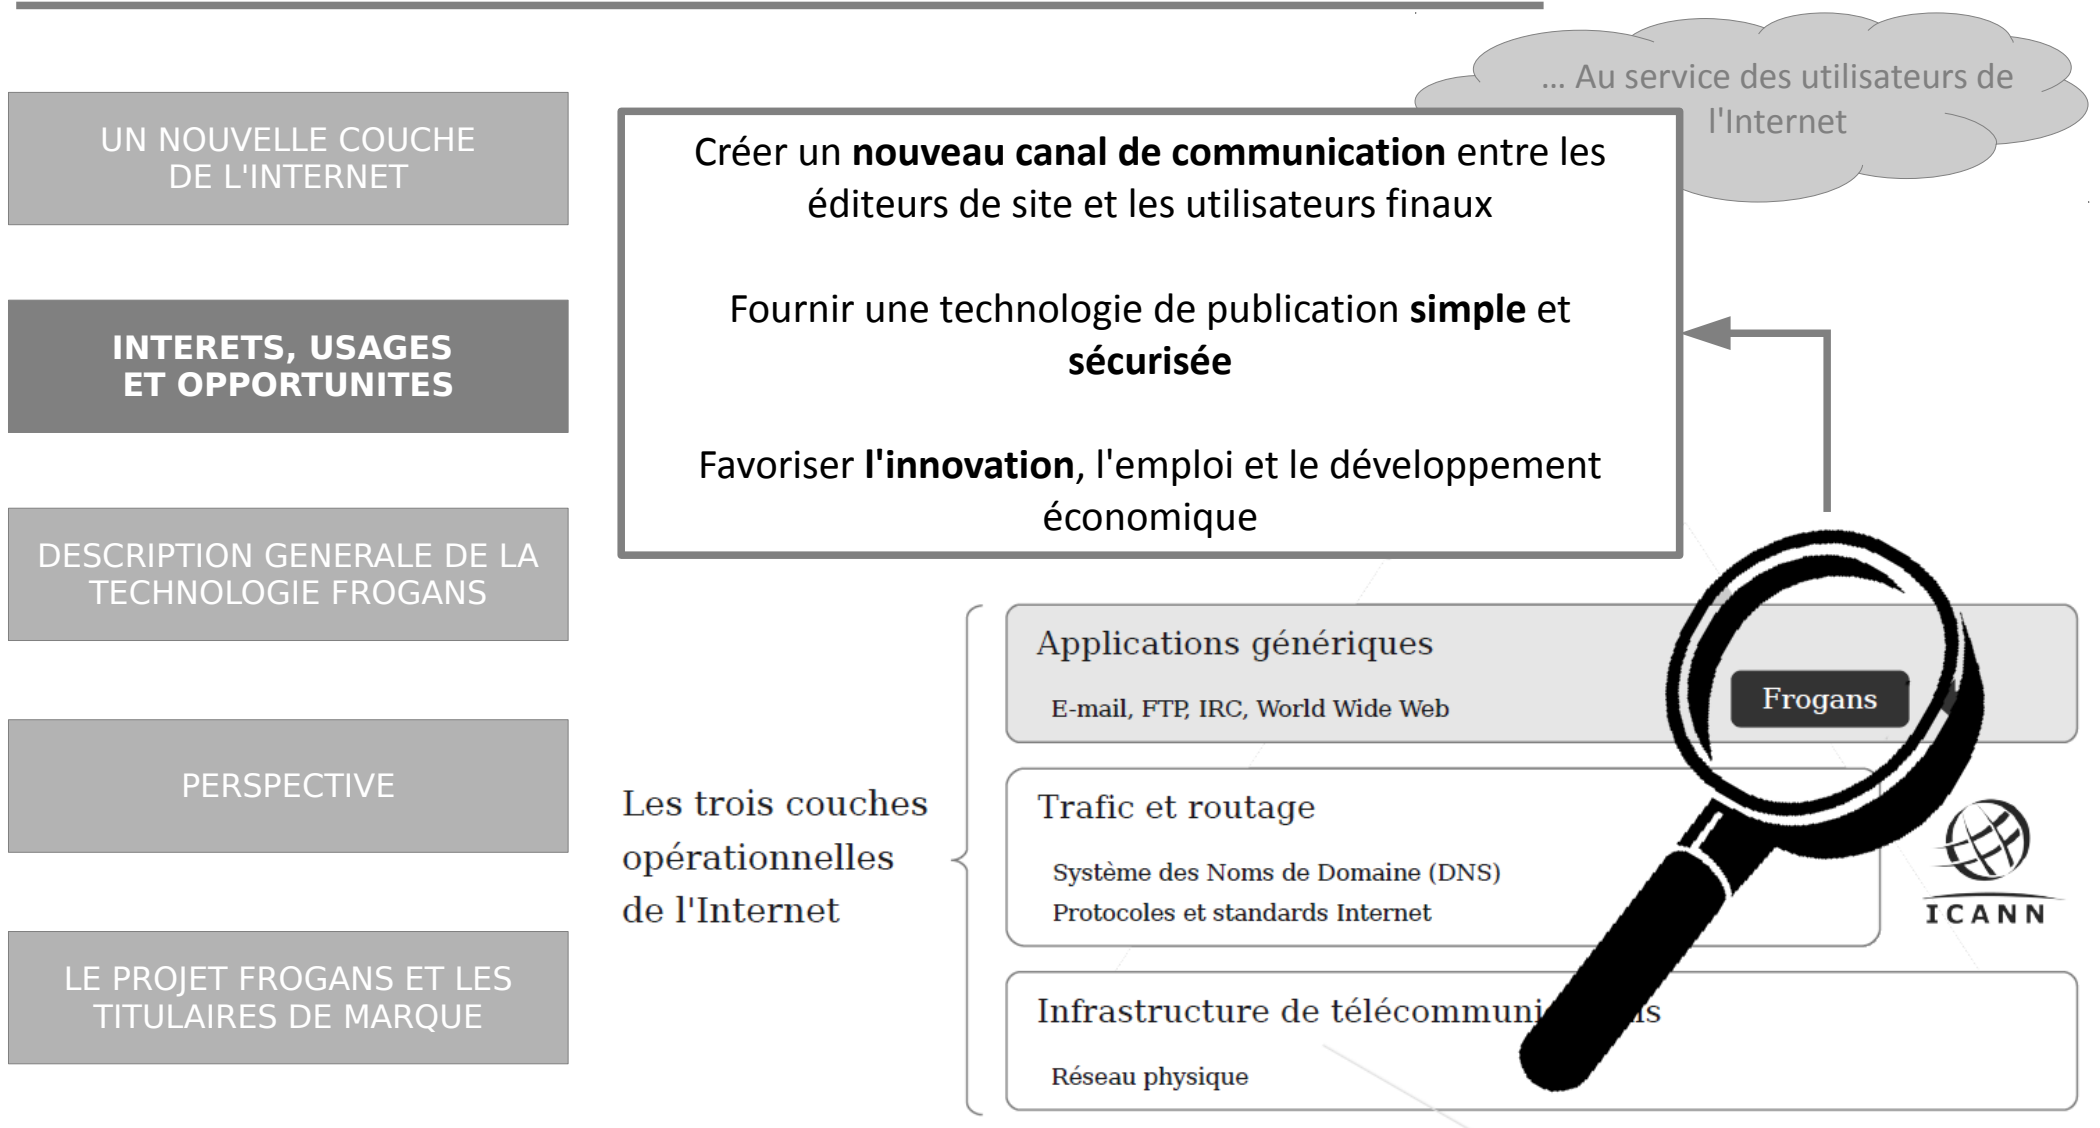 ... Au service des utilisateurs de
l'Internet
UN NOUVELLE COUCHE
DE L'INTERNET
INTERETS, USAGES
ET OPPORTUNITES
DESCRIPTION GENERALE DE LA
TECHNOLOGIE FROGANS
PERSPECTIVE
LE PROJET FROGANS ET LES
TITULAIRES DE MARQUE
Créer un nouveau canal de communication entre les
éditeurs de site et les utilisateurs finaux
Fournir une technologie de publication simple et
sécurisée
Favoriser l'innovation, l'emploi et le développement
économique
Les trois couches
opérationnelles
de l'Internet
Applications génériques
E-mail, FTP, IRC, World Wide Web
Frogans
Trafic et routage
Système des Noms de Domaine (DNS)
Protocoles et standards Internet
ICANN
Infrastructure de
Réseau physique